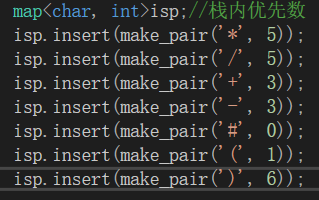 map<char, int>isp;//栈内优先数
isp.insert(make_pair('*', 5));
isp.insert(make_pair('/', 5));
isp.insert(make_pair('+', 3));
isp.insert(make_pair('-', 3));
isp.insert(make_pair('#', 0));
isp.insert(make_pair('(', 1));
isp.insert(make_pair(')', 6));